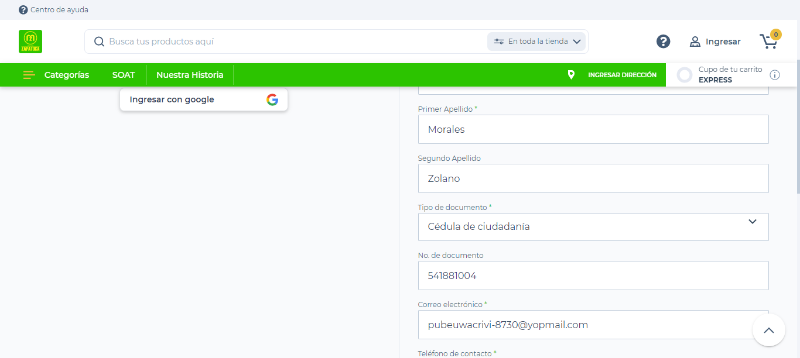 Centro de ayuda
Busca tus productos aquí
En toda la tienda
Ingresar
0
Categorías
SOAT
Nuestra Historia
INGRESAR DIRECCIÓN
Cupo de tu carrito
EXPRESS
Ingresar con google
Primer Apellido *
Morales
Segundo Apellido
Zolano
Tipo de documento *
Cédula de ciudadanía
No. de documento
541881004
Correo electrónico *
pubeuwacrivi-8730@yopmail.com
Teléfono de contacto *